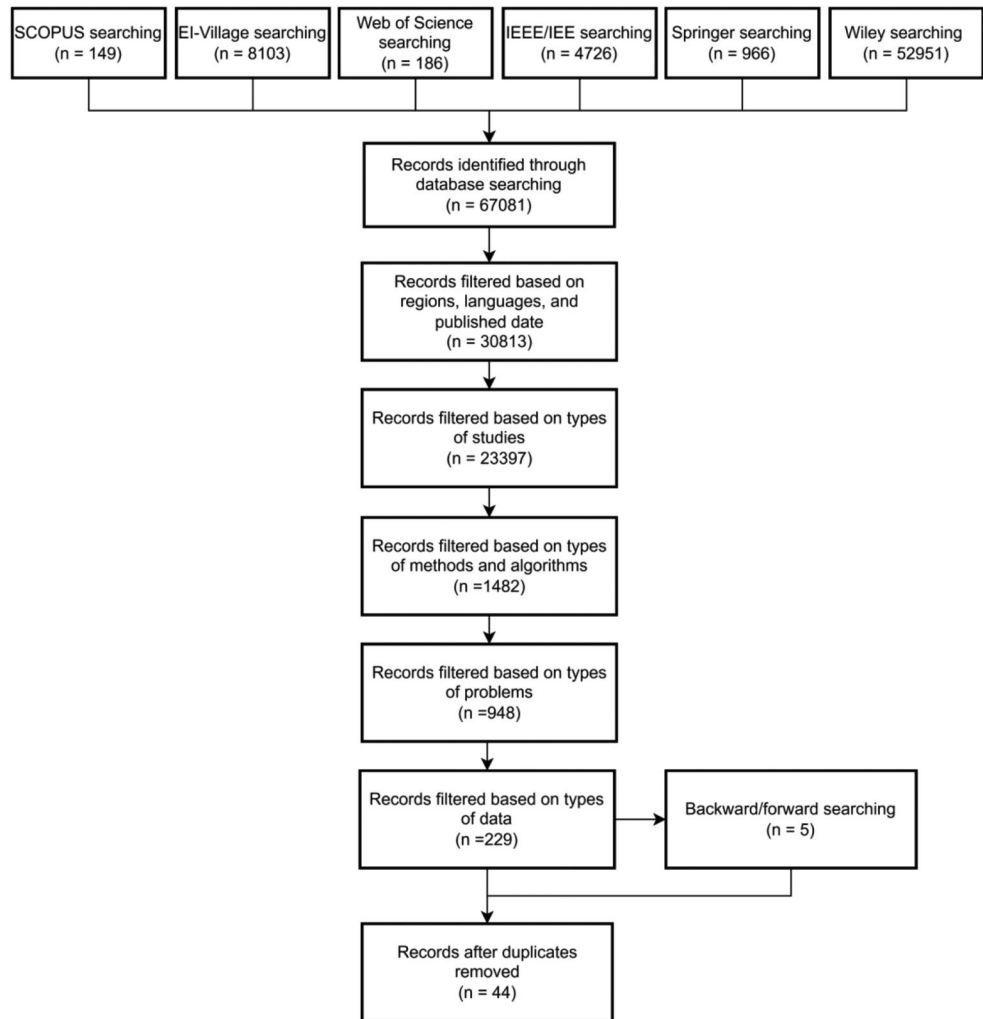 SCOPUS searching
(n = 149)
EI-Village searching
(n = 8103)
Web of Science
searching
(n = 186)
IEEE/IEE searching
(n = 4726)
Springer searching
(n = 966)
Wiley searching
(n = 52951)
Records identified through
database searching
(n = 67081)
Records filtered based on
regions, languages, and
published date
(n = 30813)
Records filtered based on types
of studies
(n = 23397)
Records filtered based on types
of methods and algorithms
(n =1482)
Records filtered based on types
of problems
(n =948)
Records filtered based on types
of data
(n =229)
Backward/forward searching
(n = 5)
Records after duplicates
removed
(n = 44)